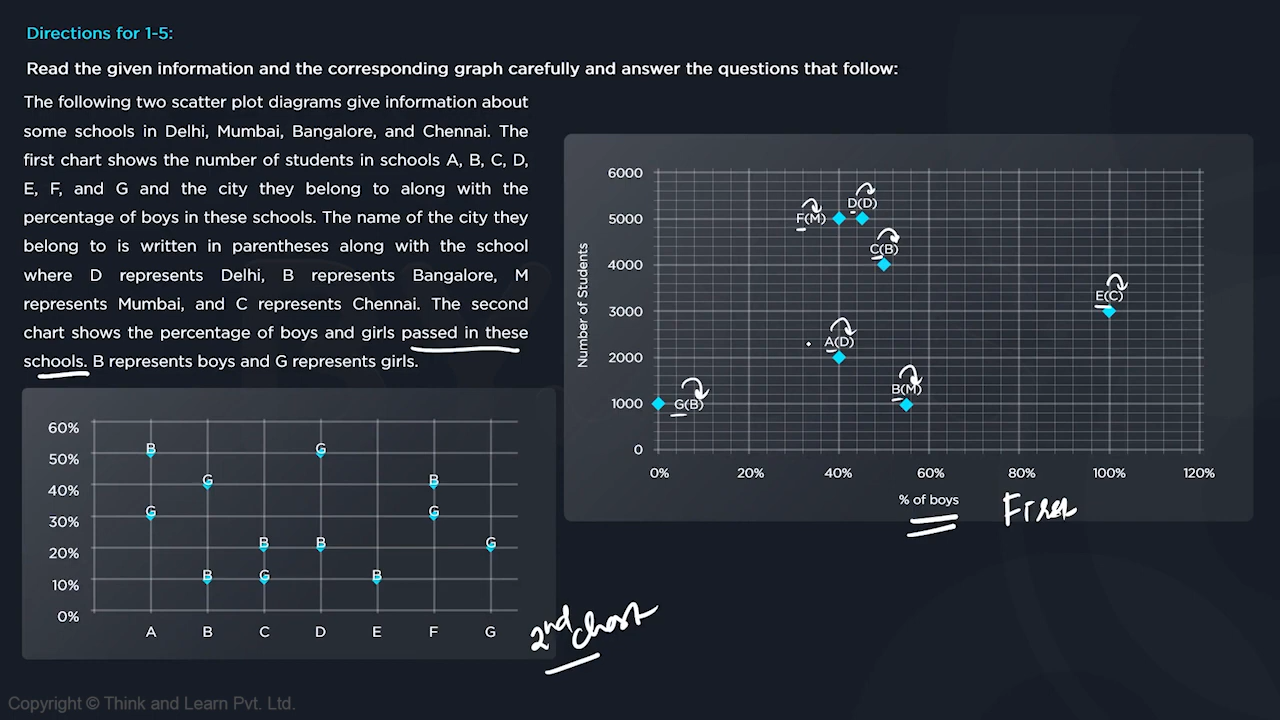 Directions for 1-5:
Read the given information and the corresponding graph carefully and answer the questions that follow:
The following two scatter plot diagrams give information about
some schools in Delhi, Mumbai, Bangalore, and Chennai. The
first chart shows the number of students in schools A, B, C, D,
E, F, and G and the city they belong to along with the
percentage of boys in these schools. The name of the city they
belong to is written in parentheses along with the school
where D represents Delhi, B represents Bangalore, M
represents Mumbai, and C represents Chennai. The second
chart shows the percentage of boys and girls passed in these
schools. B represents boys and G represents girls.
6000
5000
4000
3000
2000
1000
0
Number of Students
F(M)
D(D)
C(B)
E(C)
A(D)
B(M)
G(B)
0% 20% 40% 60% 80% 100% 120%
% of boys
First
60%
50%
40%
30%
20%
10%
0%
B G
G B
G G
B B G
B G B
A B C D E F G
2nd chart
Copyright © Think and Learn Pvt. Ltd.